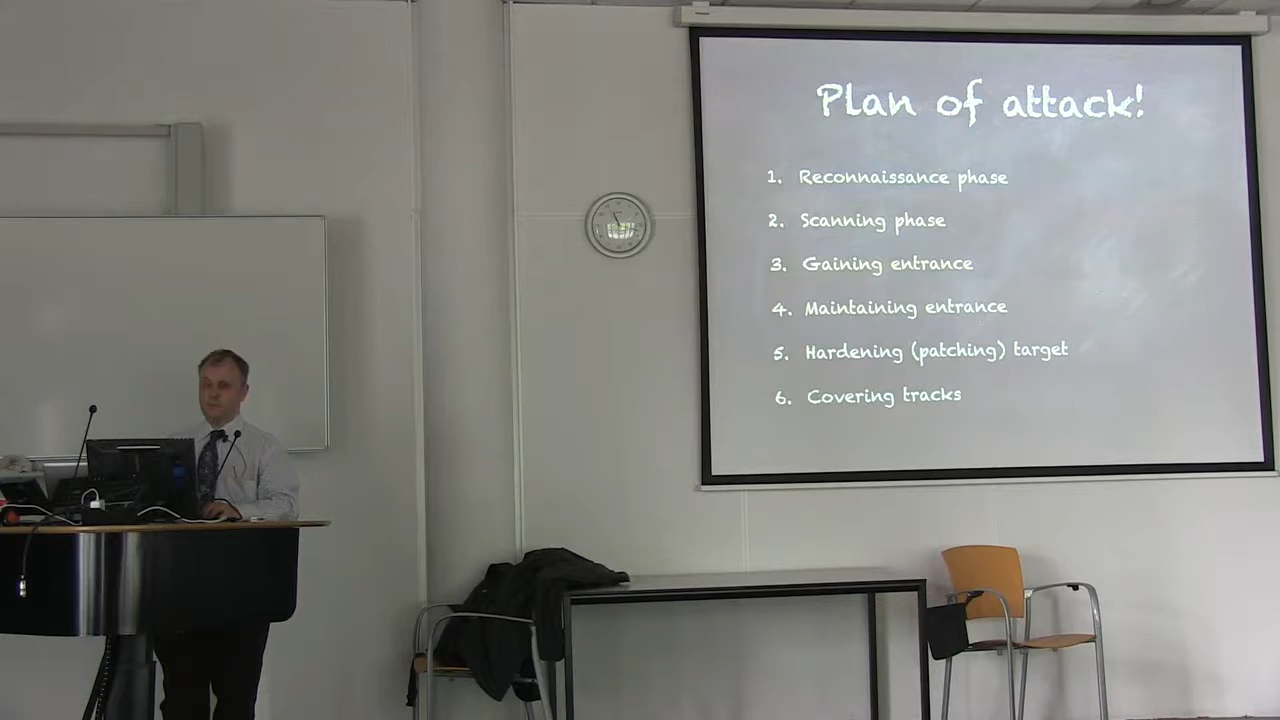 Plan of attack!
1. Reconnaissance phase
2. Scanning phase
3. Gaining entrance
4. Maintaining entrance
5. Hardening (patching) target
6. Covering tracks